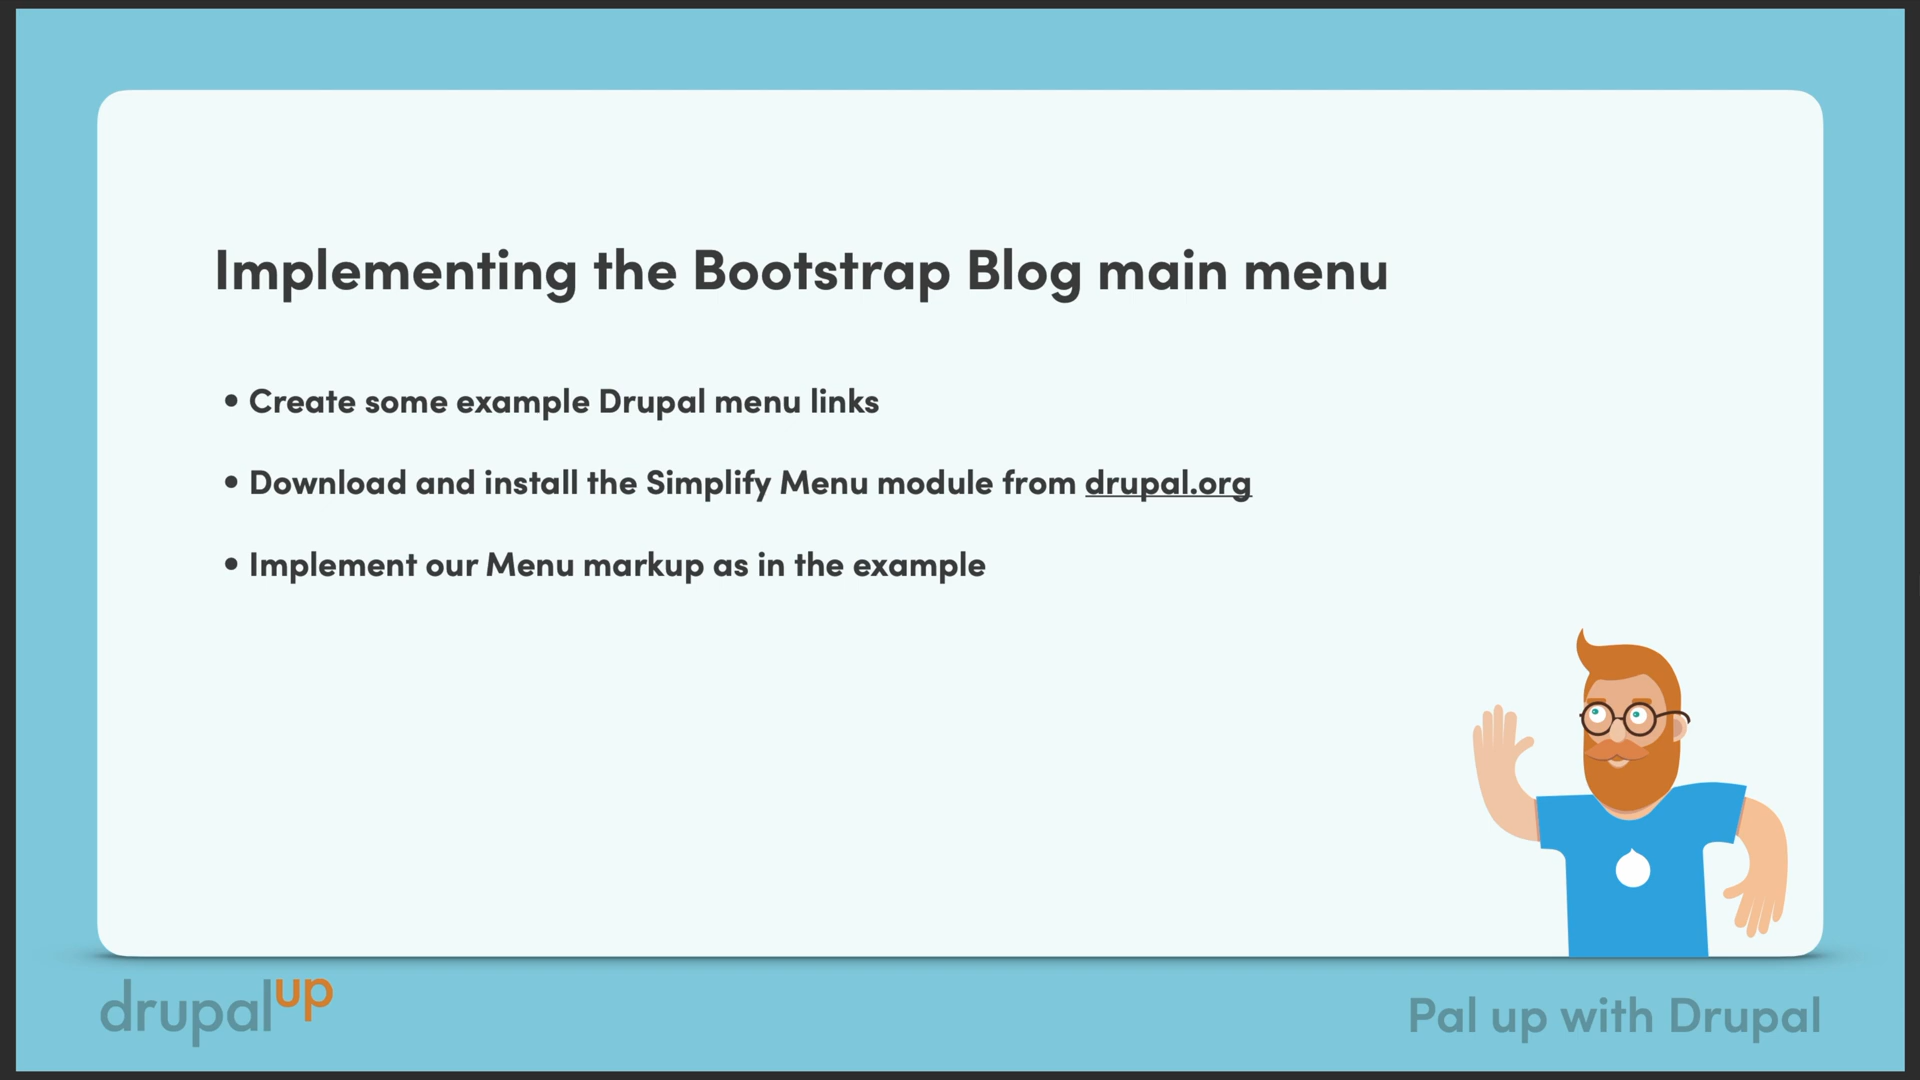 Implementing the Bootstrap Blog main menu
• Create some example Drupal menu links
• Download and install the Simplify Menu module from drupal.org
• Implement our Menu markup as in the example
drupalup
Pal up with Drupal